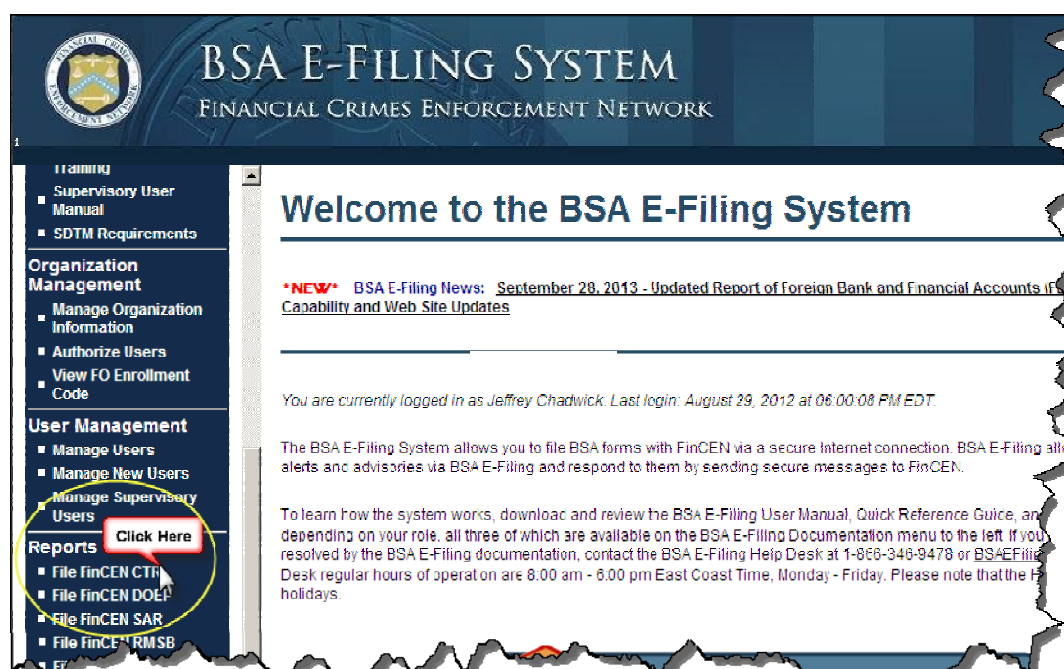 BSA E-FILING SYSTEM
FINANCIAL CRIMES ENFORCEMENT NETWORK
Training
Supervisory User
Manual
SDTM Requirements
Organization
Management
Manage Organization
Information
Authorize Users
View FO Enrollment
Code
User Management
Manage Users
Manage New Users
Manage Supervisory
Users
Reports
Click Here
File FinCEN CTR
File FinCEN DOEP
File FinCEN SAR
File FinCEN RMSB
Welcome to the BSA E-Filing System
*NEW* BSA E-Filing News: September 28, 2013 - Updated Report of Foreign Bank and Financial Accounts
Capability and Web Site Updates
You are currently logged in as Jeffrey Chadwick. Last login: August 29, 2012 at 06:00:08 PM EDT.
The BSA E-Filing System allows you to file BSA forms with FinCEN via a secure Internet connection. BSA E-Filing
alerts and advisories via BSA E-Filing and respond to them by sending secure messages to FinCEN.
To learn how the system works, download and review the BSA E-Filing User Manual, Quick Reference Guide,
depending on your role, all three of which are available on the BSA E-Filing Documentation menu to the left. If you
resolved by the BSA E-Filing documentation, contact the BSA E-Filing Help Desk at 1-866-346-9478 or
Desk regular hours of operation are 8:00 am - 6:00 pm East Coast Time, Monday - Friday. Please note that the
holidays.